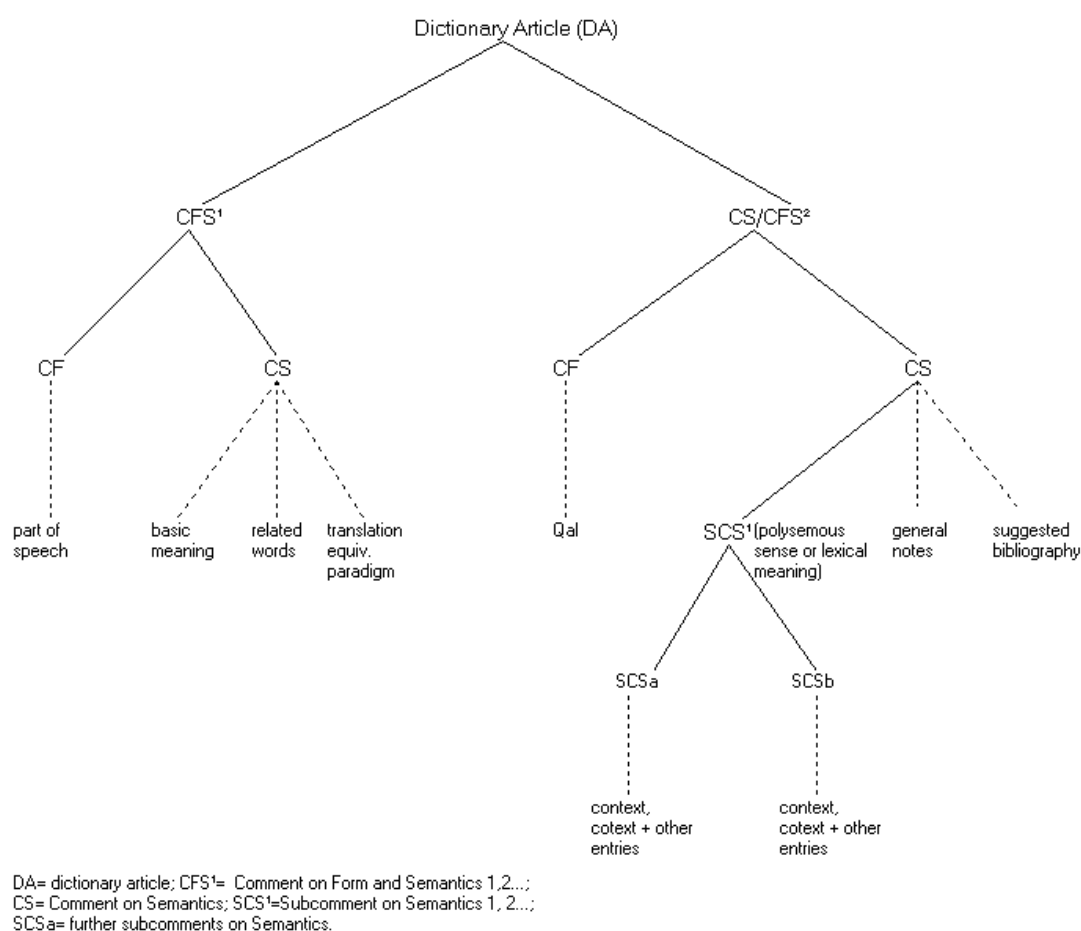 Dictionary Article (DA)
CFS¹
CS/CFS²
CF
CS
CF
CS
part of
speech
basic
meaning
related
words
translation
equiv.
paradigm
Qal
SCS¹(polysemous
sense or lexical
meaning)
general
notes
suggested
bibliography
SCSa
SCSb
context,
cotext + other
entries
context,
cotext + other
entries
DA= dictionary article; CFS¹= Comment on Form and Semantics 1,2...;
CS= Comment on Semantics; SCS¹=Subcomment on Semantics 1, 2...;
SCSa= further subcomments on Semantics.